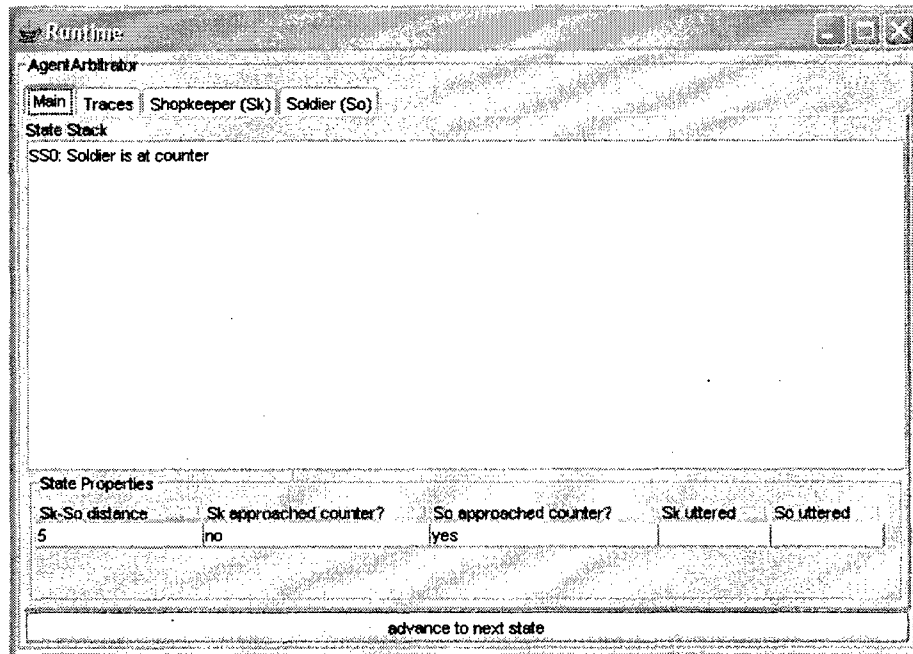 Runtime
AgentArbitrator
Main Traces Shopkeeper (Sk) Soldier (So)
State Stack
SS0: Soldier is at counter
State Properties
Sk-So distance Sk approached counter? So approached counter? Sk uttered So uttered
5 no yes
advance to next state